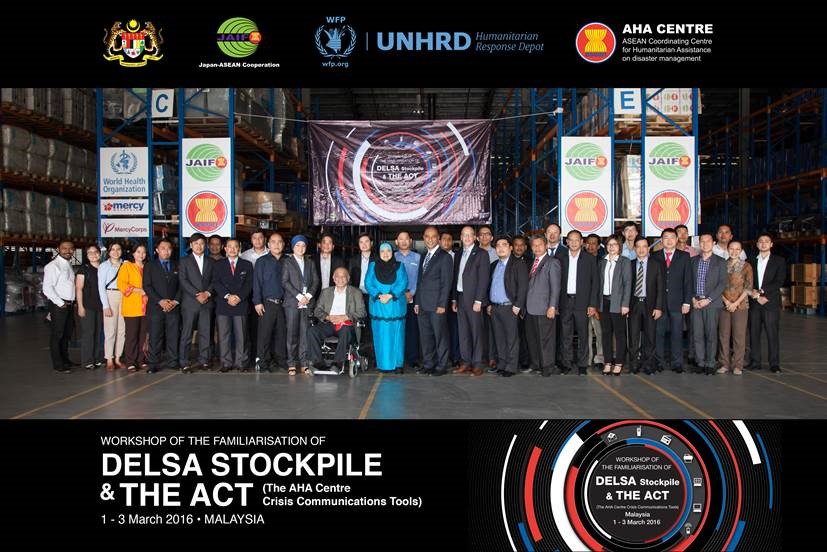 JAIF
Japan-ASEAN Cooperation
WFP
wfp.org
UNHRD
Humanitarian
Response Depot
AHA CENTRE
ASEAN Coordinating Centre
for Humanitarian Assistance
on disaster management
C
E
World Health
Organization
mercy
MercyCorps
JAIF
JAIF
JAIF
WORKSHOP OF
THE FAMILIARISATION OF
DELSA Stockpile
& THE ACT
WORKSHOP OF THE FAMILIARISATION OF
DELSA STOCKPILE
& THE ACT (The AHA Centre
Crisis Communications Tools)
1 - 3 March 2016 • MALAYSIA
WORKSHOP OF
THE FAMILIARISATION OF
DELSA Stockpile
& THE ACT
(The AHA Centre Crisis Communications Tools)
Malaysia
1 - 3 March 2016